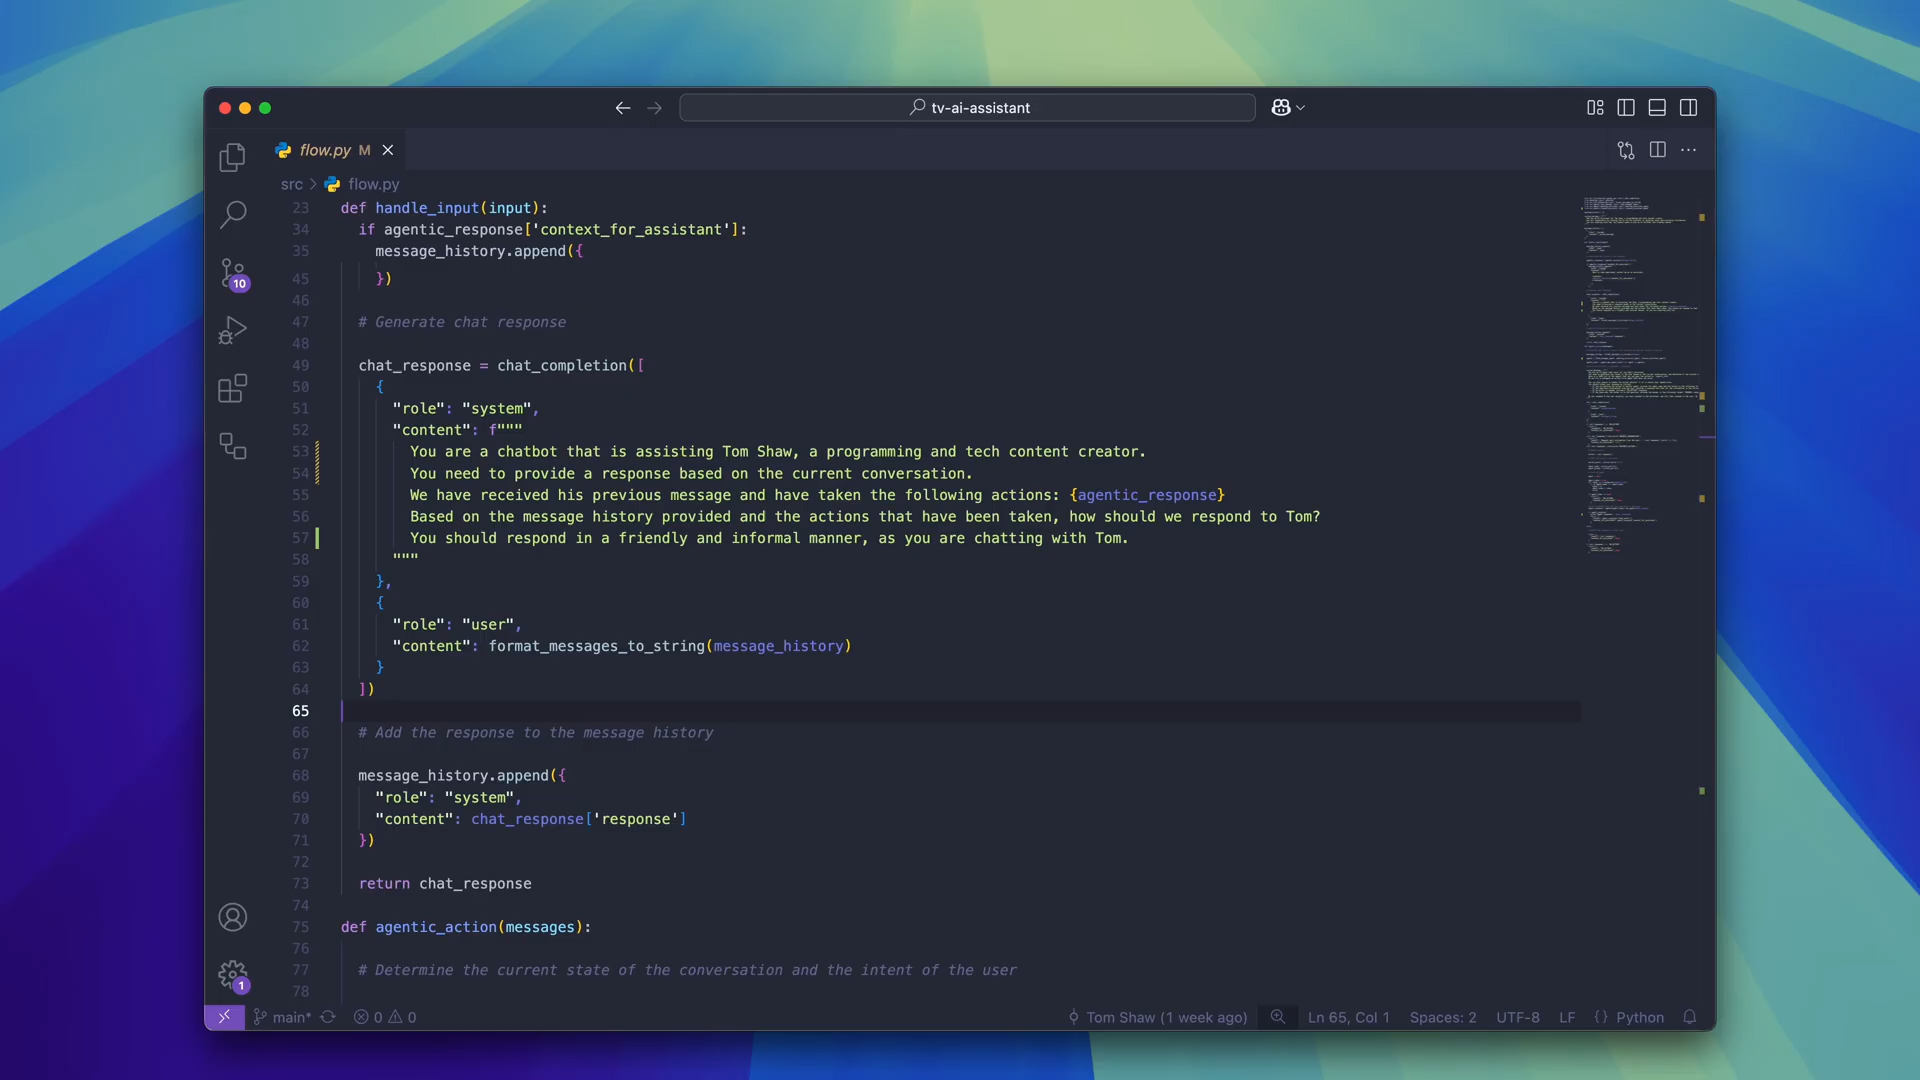 tv-ai-assistant
flow.py M
src > flow.py
23 def handle_input(input):
34 if agentic_response['context_for_assistant']:
35 message_history.append({
45 })
46
47 # Generate chat response
48
49 chat_response = chat_completion([
50 {
51 "role": "system",
52 "content": f"""
53 You are a chatbot that is assisting Tom Shaw, a programming and tech content creator.
54 You need to provide a response based on the current conversation.
55 We have received his previous message and have taken the following actions: {agentic_response}
56 Based on the message history provided and the actions that have been taken, how should we respond to Tom?
57 You should respond in a friendly and informal manner, as you are chatting with Tom.
58 """
59 },
60 {
61 "role": "user",
62 "content": format_messages_to_string(message_history)
63 }
64 ])
65
66 # Add the response to the message history
67
68 message_history.append({
69 "role": "system",
70 "content": chat_response['response']
71 })
72
73 return chat_response
74
75 def agentic_action(messages):
76
77 # Determine the current state of the conversation and the intent of the user
78
10
1
main* 0 0 Tom Shaw (1 week ago) Ln 65, Col 1 Spaces: 2 UTF-8 LF {} Python